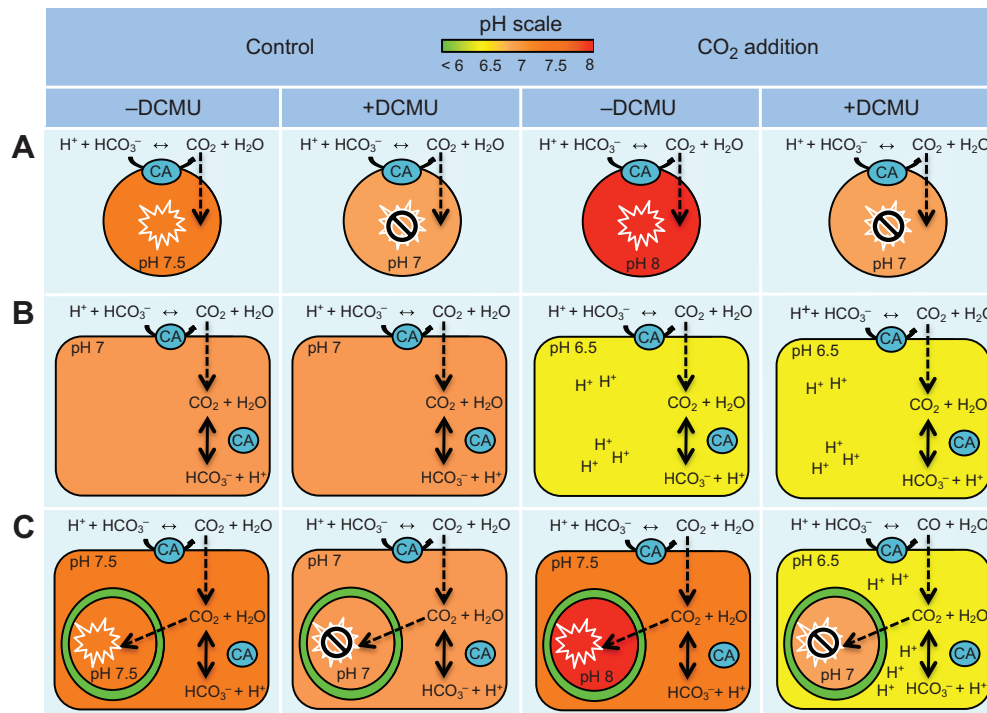 pH scale
Control
CO₂ addition
< 6 6.5 7 7.5 8
–DCMU +DCMU –DCMU +DCMU
A
H⁺ + HCO₃⁻ ↔ CO₂ + H₂O H⁺ + HCO₃⁻ ↔ CO₂ + H₂O H⁺ + HCO₃⁻ ↔ CO₂ + H₂O H⁺ + HCO₃⁻ ↔ CO₂ + H₂O
CA CA CA CA
pH 7.5 pH 7 pH 8 pH 7
B
H⁺ + HCO₃⁻ ↔ CO₂ + H₂O H⁺ + HCO₃⁻ ↔ CO₂ + H₂O H⁺ + HCO₃⁻ ↔ CO₂ + H₂O H⁺+ HCO₃⁻ ↔ CO₂ + H₂O
CA CA CA CA
pH 7 pH 7 pH 6.5 pH 6.5
H⁺ H⁺ H⁺ H⁺
CO₂ + H₂O CO₂ + H₂O CO₂ + H₂O CO₂ + H₂O
CA CA CA CA
H⁺ H⁺ H⁺ H⁺ H⁺ H⁺
HCO₃⁻ + H⁺ HCO₃⁻ + H⁺ HCO₃⁻ + H⁺ HCO₃⁻ + H⁺
C
H⁺ + HCO₃⁻ ↔ CO₂ + H₂O H⁺ + HCO₃⁻ ↔ CO₂ + H₂O H⁺ + HCO₃⁻ ↔ CO₂ + H₂O H⁺ + HCO₃⁻ ↔ CO + H₂O
CA CA CA CA
pH 7.5 pH 7 pH 7.5 pH 6.5
H⁺ H⁺
CO₂ + H₂O CO₂ + H₂O CO₂ + H₂O CO₂ + H₂O
CA CA CA H⁺ CA
pH 7.5 pH 7 pH 8 pH 7 H⁺
HCO₃⁻ + H⁺ HCO₃⁻ + H⁺ HCO₃⁻ + H⁺ H⁺ HCO₃⁻ + H⁺